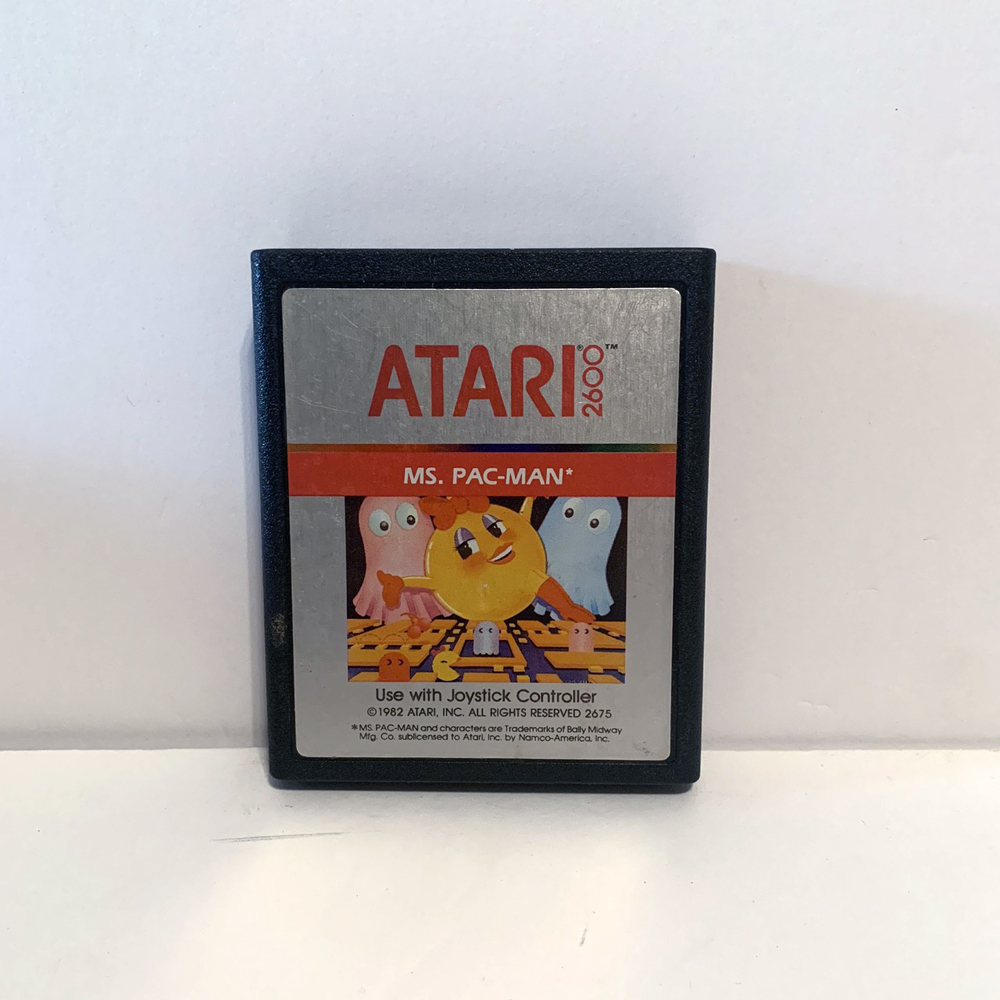 ATARI® 2600™
MS. PAC-MAN*
Use with Joystick Controller
©1982 ATARI, INC. ALL RIGHTS RESERVED 2675
*MS. PAC-MAN and characters are Trademarks of Bally Midway
Mfg. Co. sublicensed to Atari, Inc. by Namco-America, Inc.